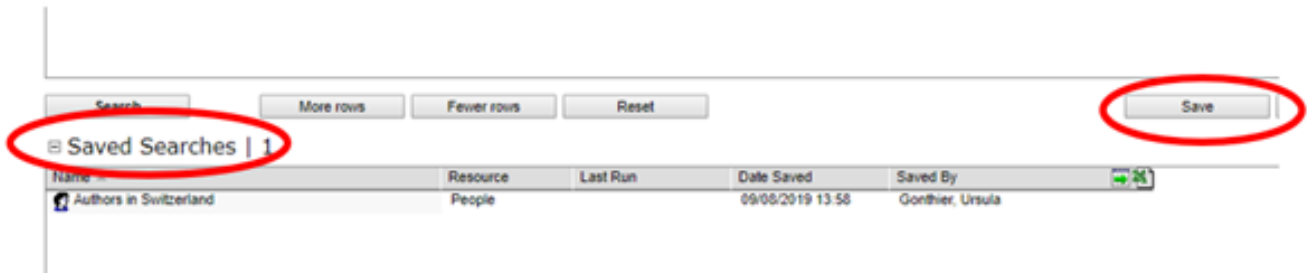 Search More rows Fewer rows Reset Save
Saved Searches | 1
Name Resource Last Run Date Saved Saved By
Authors in Switzerland People 09/08/2019 13:58 Gonthier, Ursula